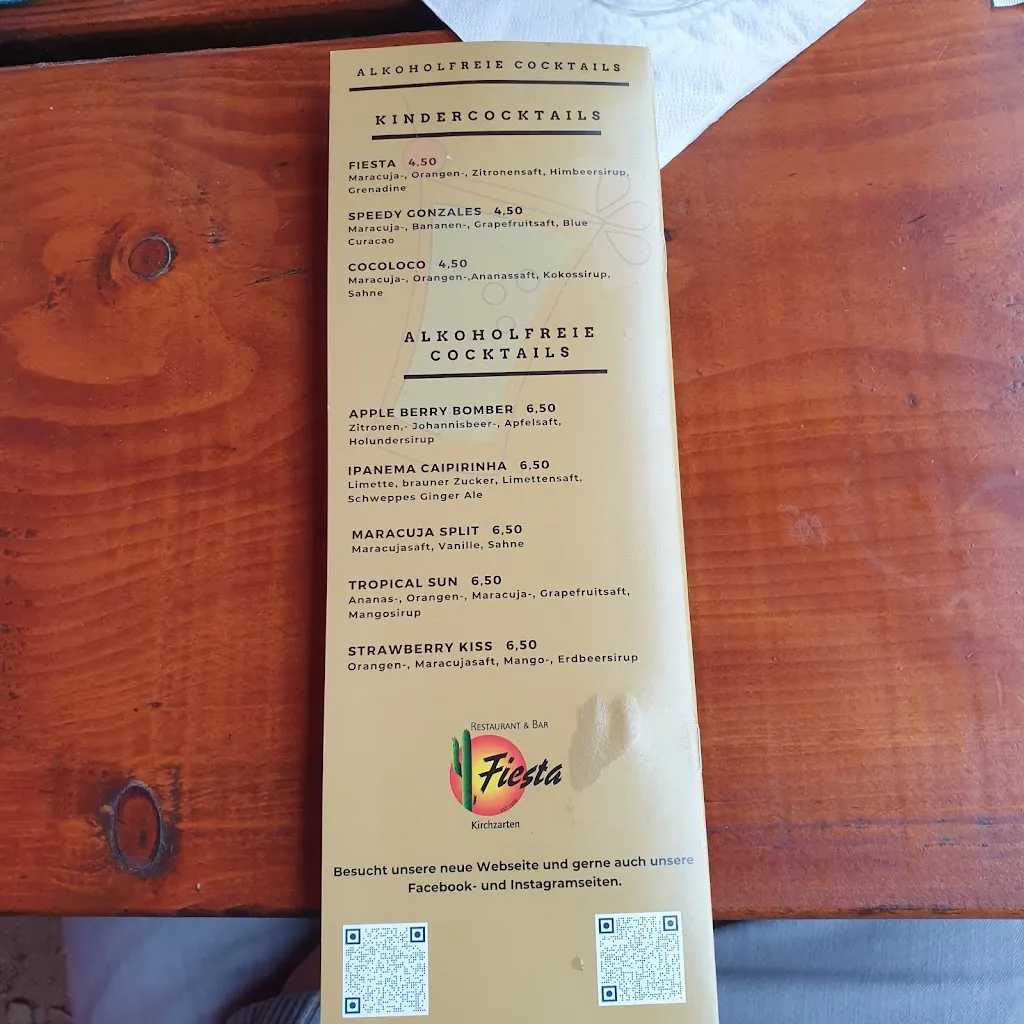 ALKOHOLFREIE COCKTAILS
KINDERCOCKTAILS
FIESTA 4,50
Maracuja-, Orangen-, Zitronensaft, Himbeersirup,
Grenadine
SPEEDY GONZALES 4,50
Maracuja-, Bananen-, Grapefruitsaft, Blue
Curacao
COCOLOCO 4,50
Maracuja-, Orangen-,Ananassaft, Kokossirup,
Sahne
ALKOHOLFREIE
COCKTAILS
APPLE BERRY BOMBER 6,50
Zitronen,- Johannisbeer-, Apfelsaft,
Holundersirup
IPANEMA CAIPIRINHA 6,50
Limette, brauner Zucker, Limettensaft,
Schweppes Ginger Ale
MARACUJA SPLIT 6,50
Maracujasaft, Vanille, Sahne
TROPICAL SUN 6,50
Ananas-, Orangen-, Maracuja-, Grapefruitsaft,
Mangosirup
STRAWBERRY KISS 6,50
Orangen-, Maracujasaft, Mango-, Erdbeersirup
RESTAURANT & BAR
Fiesta
Kirchzarten
Besucht unsere neue Webseite und gerne auch unsere
Facebook- und Instagramseiten.